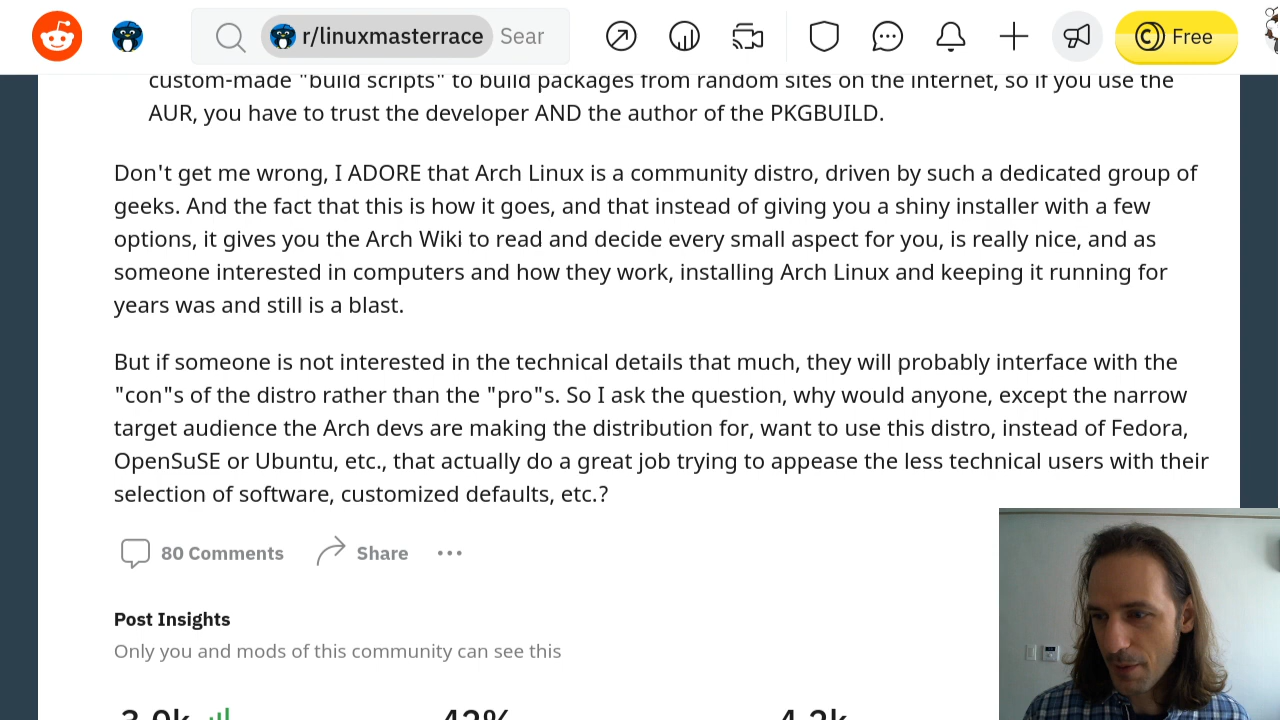 r/linuxmasterrace Sear
Free
custom-made "build scripts" to build packages from random sites on the internet, so if you use the
AUR, you have to trust the developer AND the author of the PKGBUILD.
Don't get me wrong, I ADORE that Arch Linux is a community distro, driven by such a dedicated group of
geeks. And the fact that this is how it goes, and that instead of giving you a shiny installer with a few
options, it gives you the Arch Wiki to read and decide every small aspect for you, is really nice, and as
someone interested in computers and how they work, installing Arch Linux and keeping it running for
years was and still is a blast.
But if someone is not interested in the technical details that much, they will probably interface with the
"con"s of the distro rather than the "pro"s. So I ask the question, why would anyone, except the narrow
target audience the Arch devs are making the distribution for, want to use this distro, instead of Fedora,
OpenSuSE or Ubuntu, etc., that actually do a great job trying to appease the less technical users with their
selection of software, customized defaults, etc.?
80 Comments Share
Post Insights
Only you and mods of this community can see this